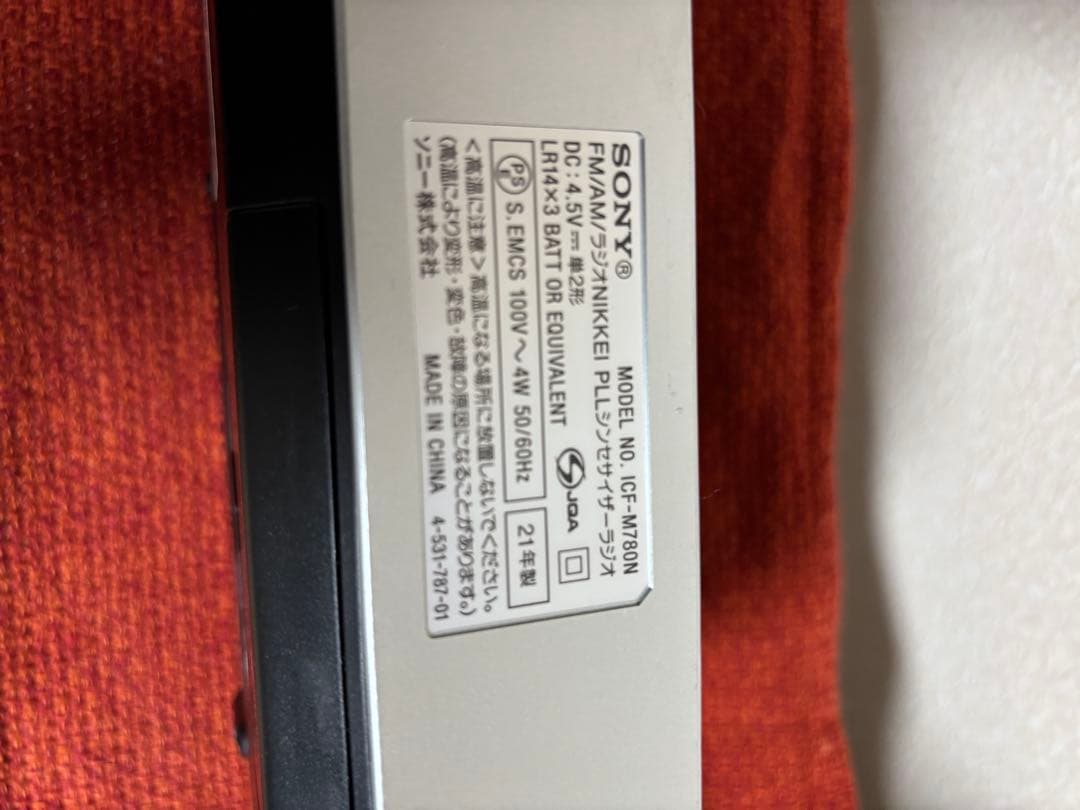 SONY® MODEL NO. ICF-M780N
FM/AM/ラジオNIKKEI PLLシンセサイザーラジオ
DC : 4.5V⎓ 単2形
LR14×3 BATT OR EQUIVALENT JQA
PS E S. EMCS 100V～4W 50/60Hz 21年製
<高温に注意>高温になる場所に放置しないでください。
(高温により変形・変色・故障の原因になることがあります。)
ソニー株式会社 MADE IN CHINA 4-531-787-01